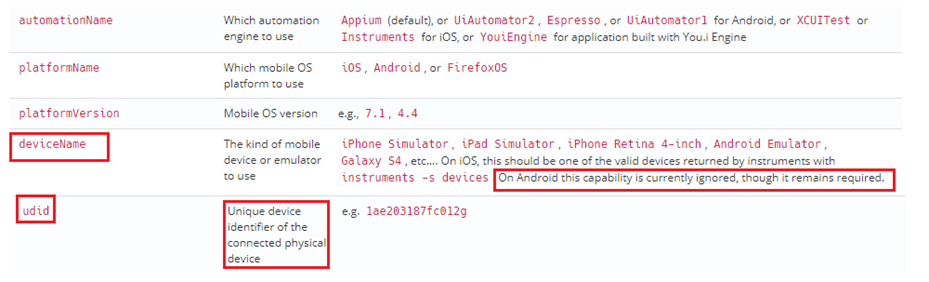 automationName
Which automation
engine to use
Appium (default), or UiAutomator2 , Espresso , or UiAutomator1 for Android, or XCUITest or
Instruments for iOS, or YouiEngine for application built with You.i Engine
platformName
Which mobile OS
platform to use
iOS , Android , or FirefoxOS
platformVersion
Mobile OS version
e.g., 7.1 , 4.4
deviceName
The kind of mobile
device or emulator
to use
iPhone Simulator , iPad Simulator , iPhone Retina 4-inch , Android Emulator ,
Galaxy S4 , etc.... On iOS, this should be one of the valid devices returned by instruments with
instruments -s devices On Android this capability is currently ignored, though it remains required.
udid
Unique device
identifier of the
connected physical
device
e.g. 1ae203187fc012g